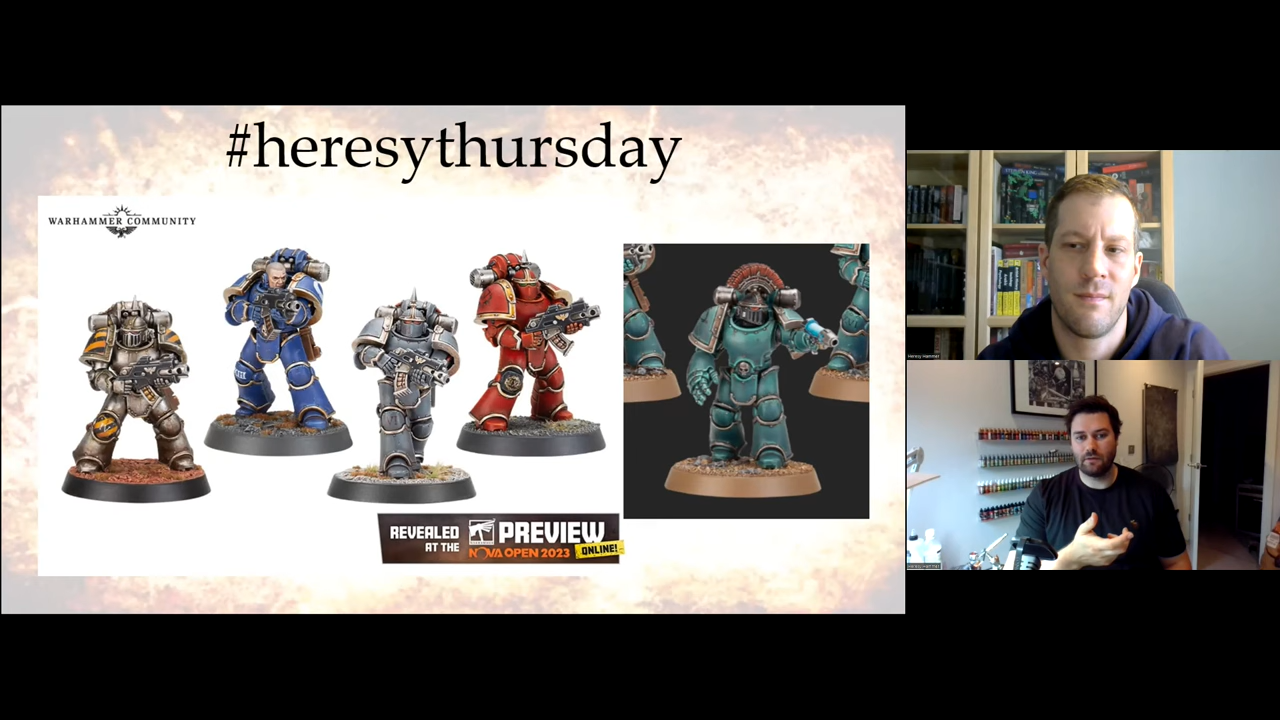 #heresythursday
WARHAMMER COMMUNITY
REVEALED
AT THE
PREVIEW
NOVA OPEN 2023
ONLINE!